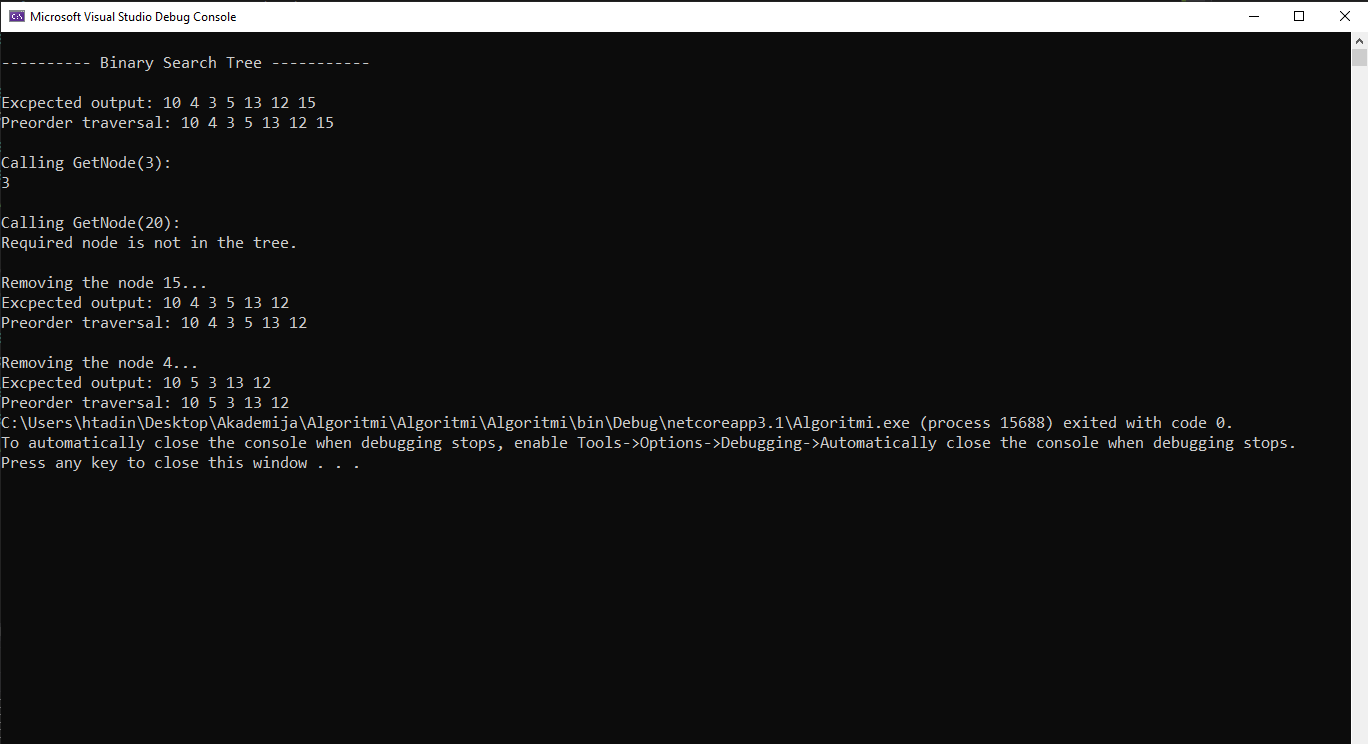 Microsoft Visual Studio Debug Console
---------- Binary Search Tree -----------
Excpected output: 10 4 3 5 13 12 15
Preorder traversal: 10 4 3 5 13 12 15
Calling GetNode(3):
3
Calling GetNode(20):
Required node is not in the tree.
Removing the node 15...
Excpected output: 10 4 3 5 13 12
Preorder traversal: 10 4 3 5 13 12
Removing the node 4...
Excpected output: 10 5 3 13 12
Preorder traversal: 10 5 3 13 12
C:\Users\htadin\Desktop\Akademija\Algoritmi\Algoritmi\Algoritmi\bin\Debug\netcoreapp3.1\Algoritmi.exe (process 15688) exited with code 0.
To automatically close the console when debugging stops, enable Tools->Options->Debugging->Automatically close the console when debugging stops.
Press any key to close this window . . .